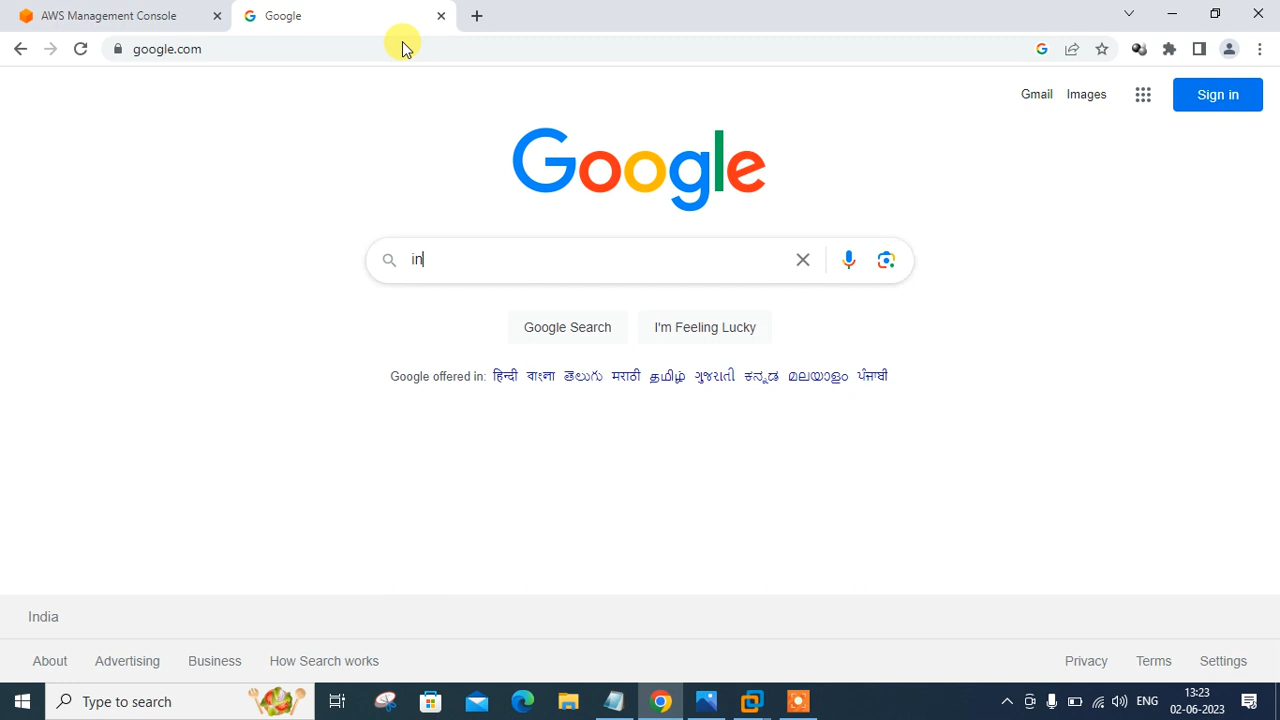 AWS Management Console
Google
google.com
Gmail Images Sign in
Google
in
Google Search I'm Feeling Lucky
Google offered in: हिन्दी বাংলা తెలుగు मराठी தமிழ் ગુજરાતી ಕನ್ನಡ മലയാളം ਪੰਜਾਬੀ
India
About Advertising Business How Search works Privacy Terms Settings
Type here to search ENG 13:23
02-06-2023